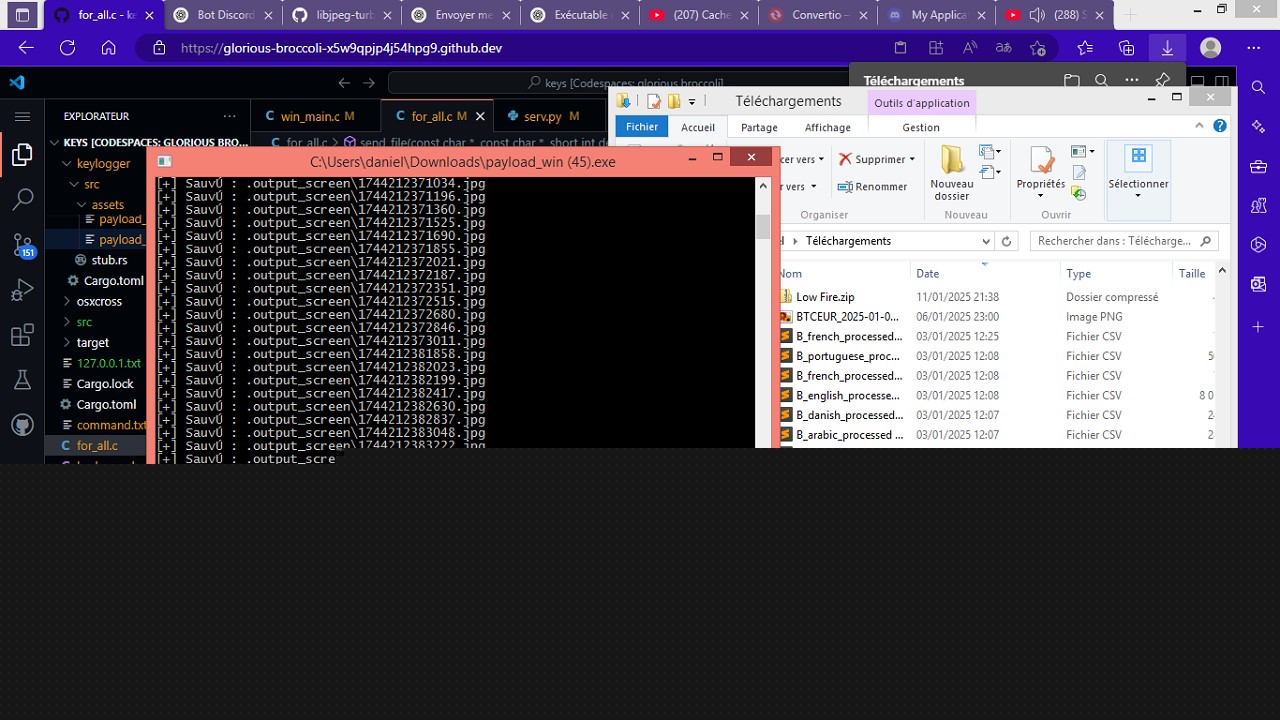 for_all.c - ke
Bot Discord
libjpeg-turb
Envoyer me
Exécutable
(207) Cache
Convertio –
My Applica
(288) S
https://glorious-broccoli-x5w9qpjp4j54hpg9.github.dev
keys [Codespaces: glorious broccoli]
Téléchargements
EXPLORATEUR
KEYS [CODESPACES: GLORIOUS BRO...
keylogger
src
assets
payload_
payload_
stub.rs
Cargo.toml
osxcross
src
target
127.0.0.1.txt
Cargo.lock
Cargo.toml
command.txt
for_all.c
151
win_main.c M
for_all.c M
serv.py M
for_all.c > send_file(const char *, const char *, short int
C:\Users\daniel\Downloads\payload_win (45).exe
[+] SauvÚ : .output_screen\1744212371034.jpg
[+] SauvÚ : .output_screen\1744212371196.jpg
[+] SauvÚ : .output_screen\1744212371360.jpg
[+] SauvÚ : .output_screen\1744212371525.jpg
[+] SauvÚ : .output_screen\1744212371690.jpg
[+] SauvÚ : .output_screen\1744212371855.jpg
[+] SauvÚ : .output_screen\1744212372021.jpg
[+] SauvÚ : .output_screen\1744212372187.jpg
[+] SauvÚ : .output_screen\1744212372351.jpg
[+] SauvÚ : .output_screen\1744212372515.jpg
[+] SauvÚ : .output_screen\1744212372680.jpg
[+] SauvÚ : .output_screen\1744212372846.jpg
[+] SauvÚ : .output_screen\1744212373011.jpg
[+] SauvÚ : .output_screen\1744212381858.jpg
[+] SauvÚ : .output_screen\1744212382023.jpg
[+] SauvÚ : .output_screen\1744212382199.jpg
[+] SauvÚ : .output_screen\1744212382417.jpg
[+] SauvÚ : .output_screen\1744212382630.jpg
[+] SauvÚ : .output_screen\1744212382837.jpg
[+] SauvÚ : .output_screen\1744212383048.jpg
[+] SauvÚ : .output_screen\1744212383222.jpg
[+] SauvÚ : .output_scre
Téléchargements
Outils d'application
Fichier
Accueil
Partage
Affichage
Gestion
cer vers
Supprimer
r vers
Renommer
Organiser
Nouveau
dossier
Nouveau
Propriétés
Ouvrir
Sélectionner
Téléchargements
Rechercher dans : Télécharge...
Nom Date Type Taille
Low Fire.zip 11/01/2025 21:38 Dossier compressé
BTCEUR_2025-01-0... 06/01/2025 23:00 Image PNG
B_french_processed... 03/01/2025 12:25 Fichier CSV
B_portuguese_proc... 03/01/2025 12:08 Fichier CSV
B_french_processed... 03/01/2025 12:08 Fichier CSV
B_english_processe... 03/01/2025 12:08 Fichier CSV 8 0
B_danish_processed... 03/01/2025 12:07 Fichier CSV
B_arabic_processed ... 03/01/2025 12:07 Fichier CSV